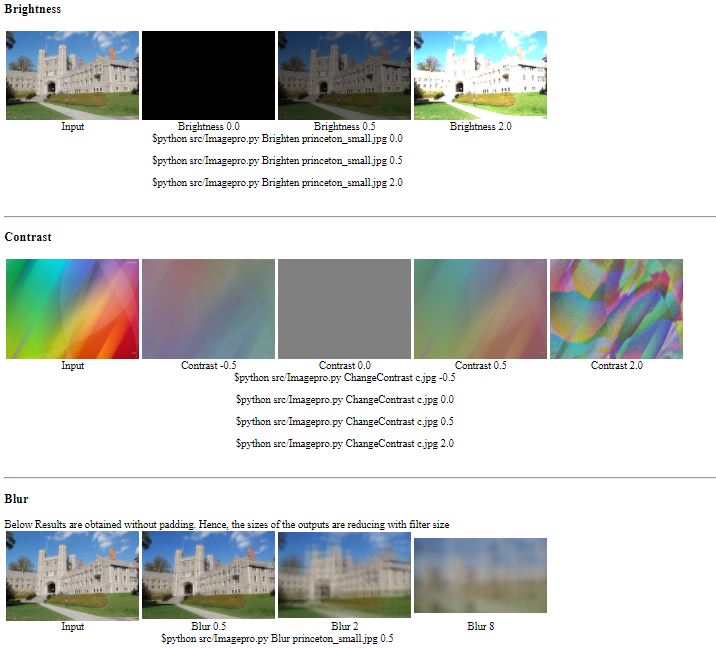 Brightness
Input
Brightness 0.0
Brightness 0.5
Brightness 2.0
$python src/Imagepro.py Brighten princeton_small.jpg 0.0
$python src/Imagepro.py Brighten princeton_small.jpg 0.5
$python src/Imagepro.py Brighten princeton_small.jpg 2.0
Contrast
Input
Contrast -0.5
Contrast 0.0
Contrast 0.5
Contrast 2.0
$python src/Imagepro.py ChangeContrast c.jpg -0.5
$python src/Imagepro.py ChangeContrast c.jpg 0.0
$python src/Imagepro.py ChangeContrast c.jpg 0.5
$python src/Imagepro.py ChangeContrast c.jpg 2.0
Blur
Below Results are obtained without padding. Hence, the sizes of the outputs are reducing with filter size
Input
Blur 0.5
Blur 2
Blur 8
$python src/Imagepro.py Blur princeton_small.jpg 0.5